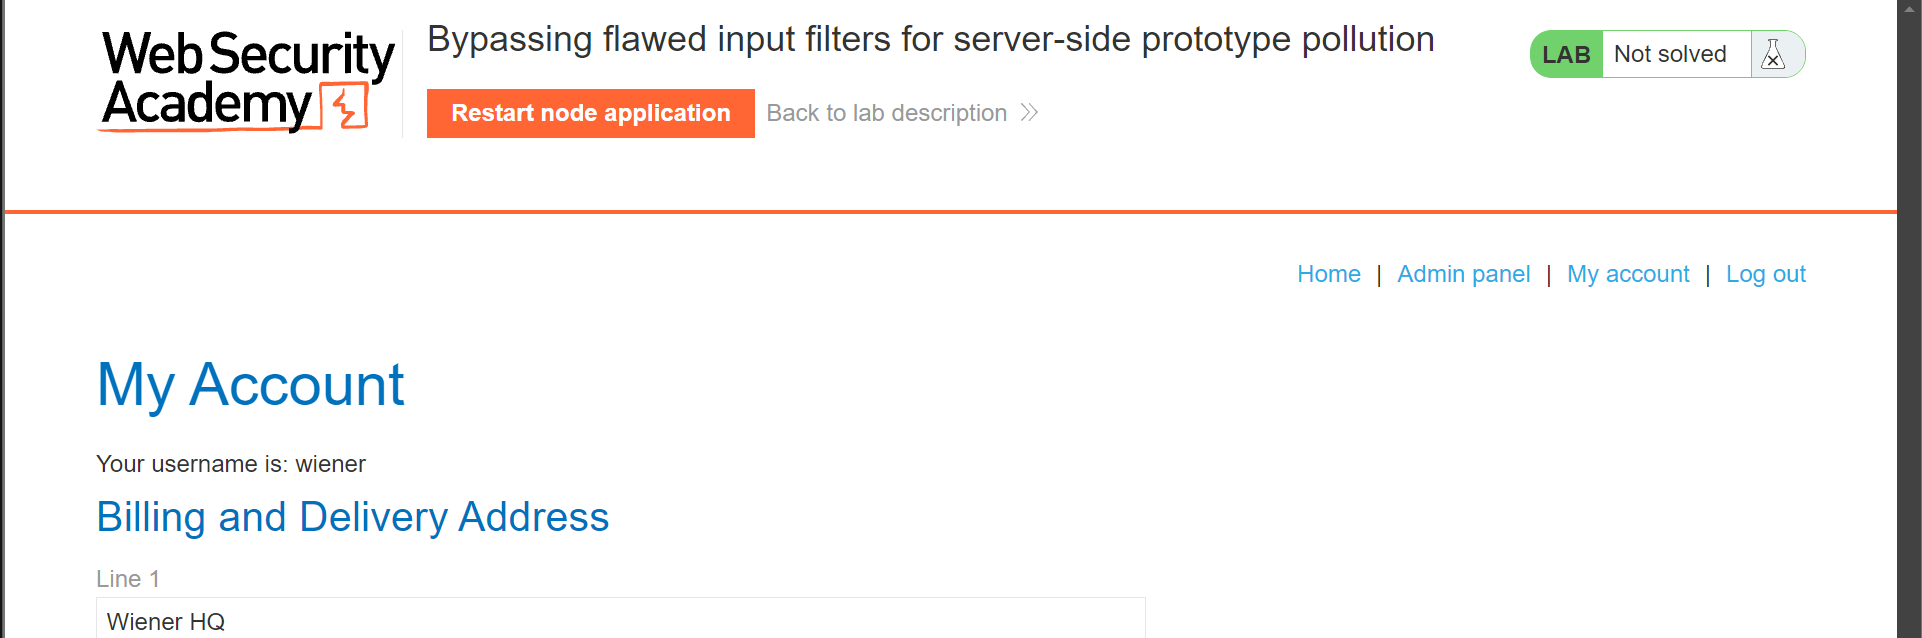 Web Security
Academy
Bypassing flawed input filters for server-side prototype pollution
LAB Not solved
Restart node application Back to lab description
Home | Admin panel | My account | Log out
My Account
Your username is: wiener
Billing and Delivery Address
Line 1
Wiener HQ